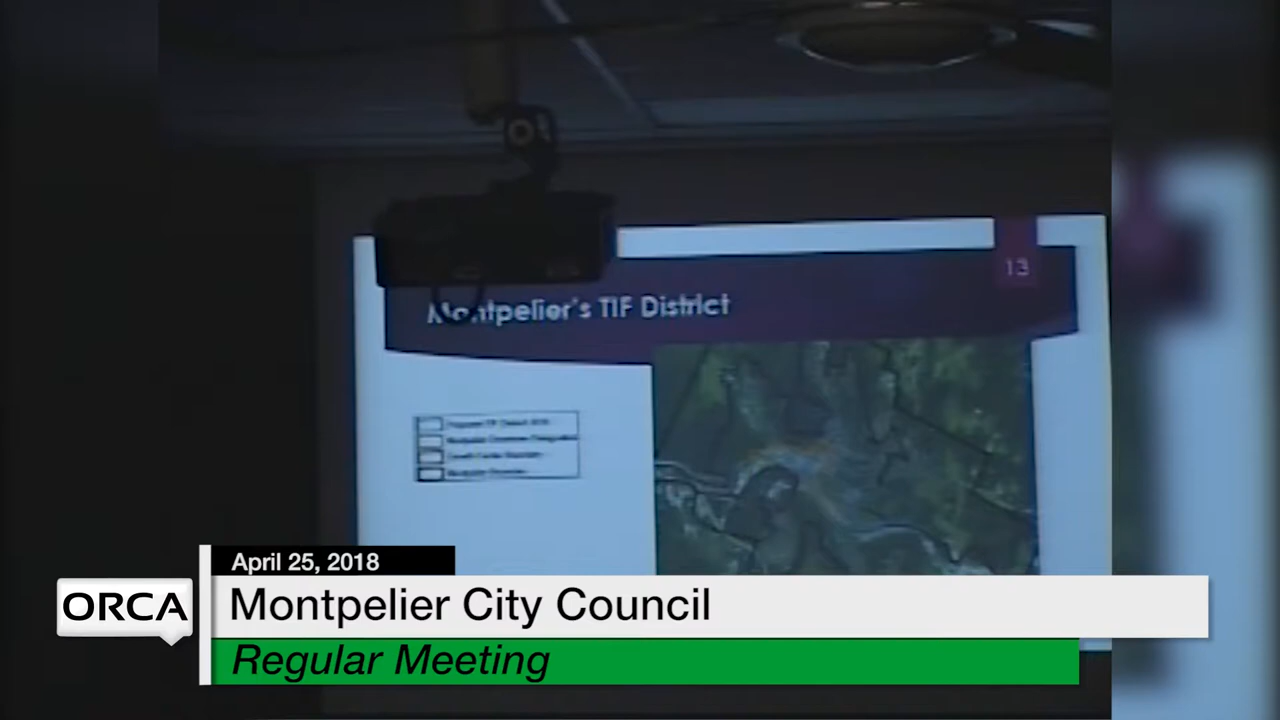 13
Montpelier's TIF District
April 25, 2018
ORCA
Montpelier City Council
Regular Meeting